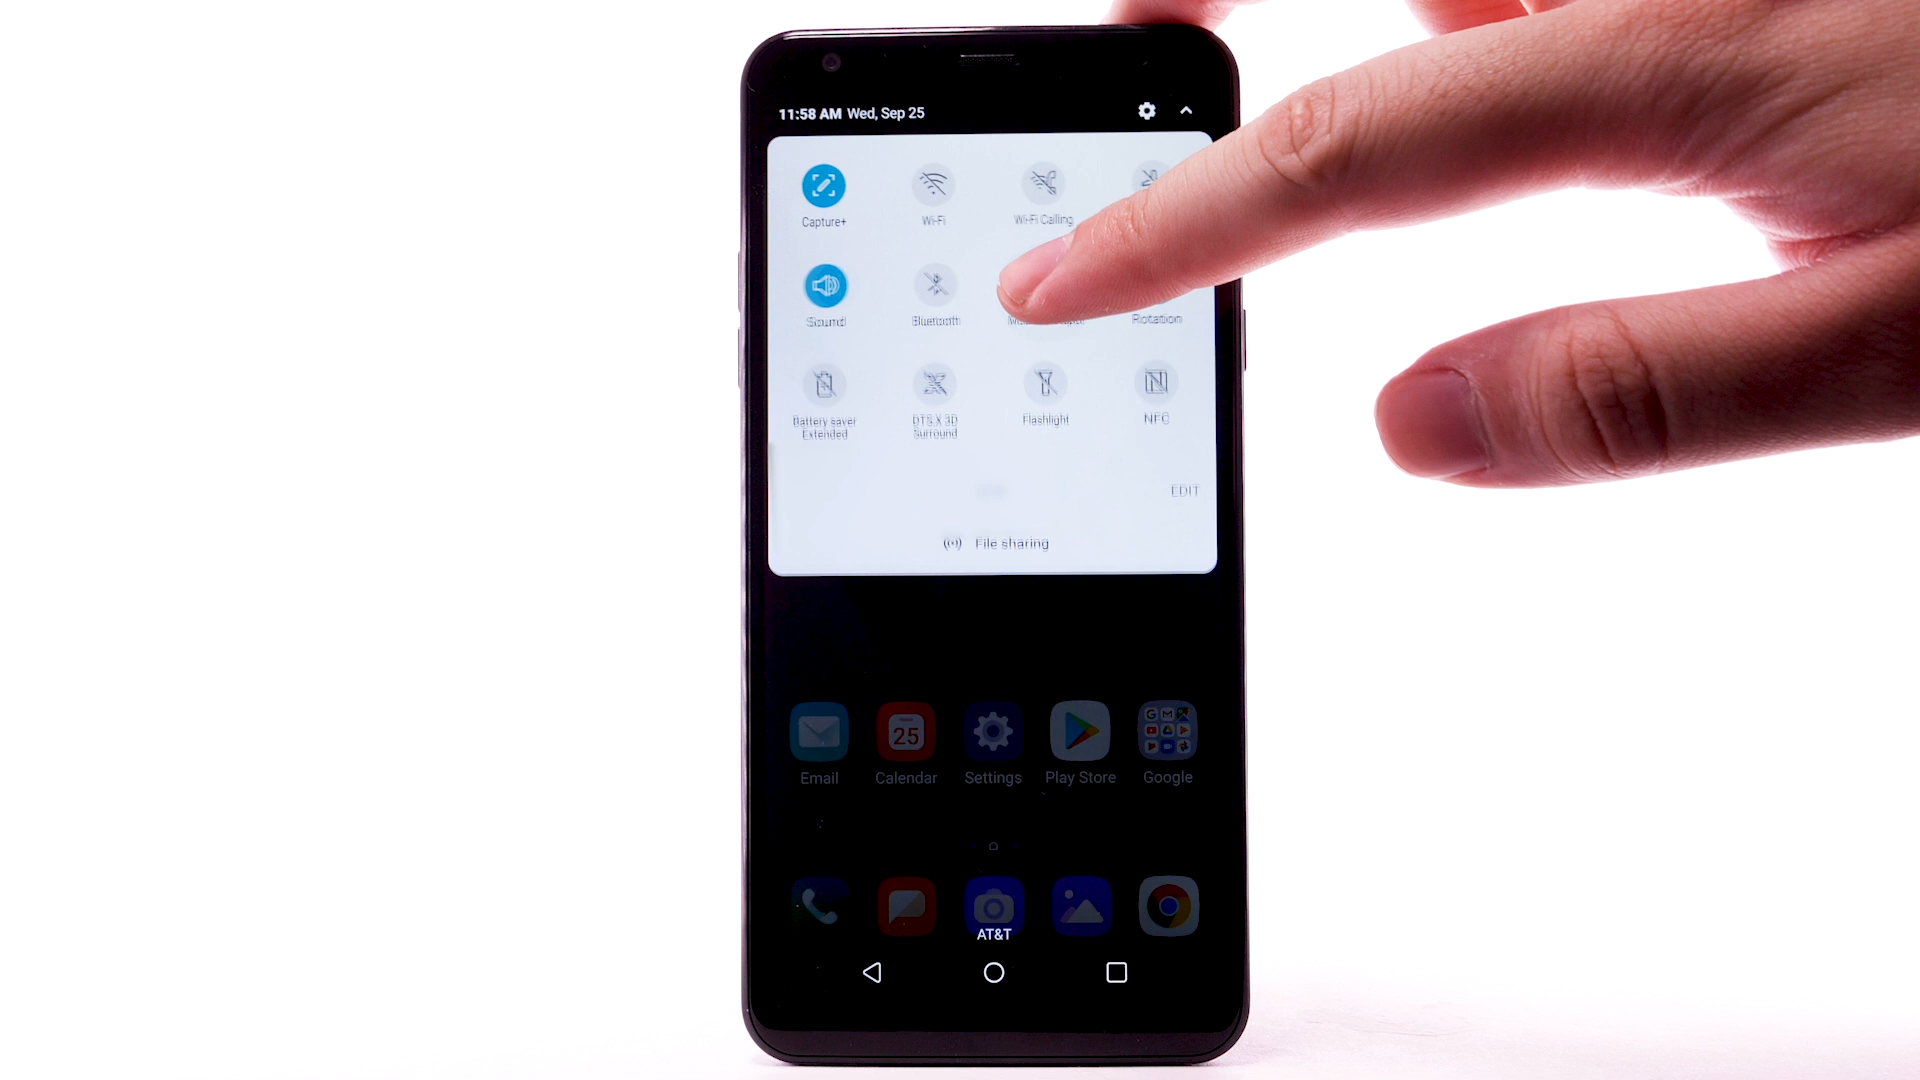 11:58 AM Wed, Sep 25
Capture+ Wi-Fi Wi-Fi Calling
Sound Bluetooth Rotation
Battery saver Extended DTS:X 3D Surround Flashlight NFC
EDIT
File sharing
Email Calendar Settings Play Store Google
25
AT&T